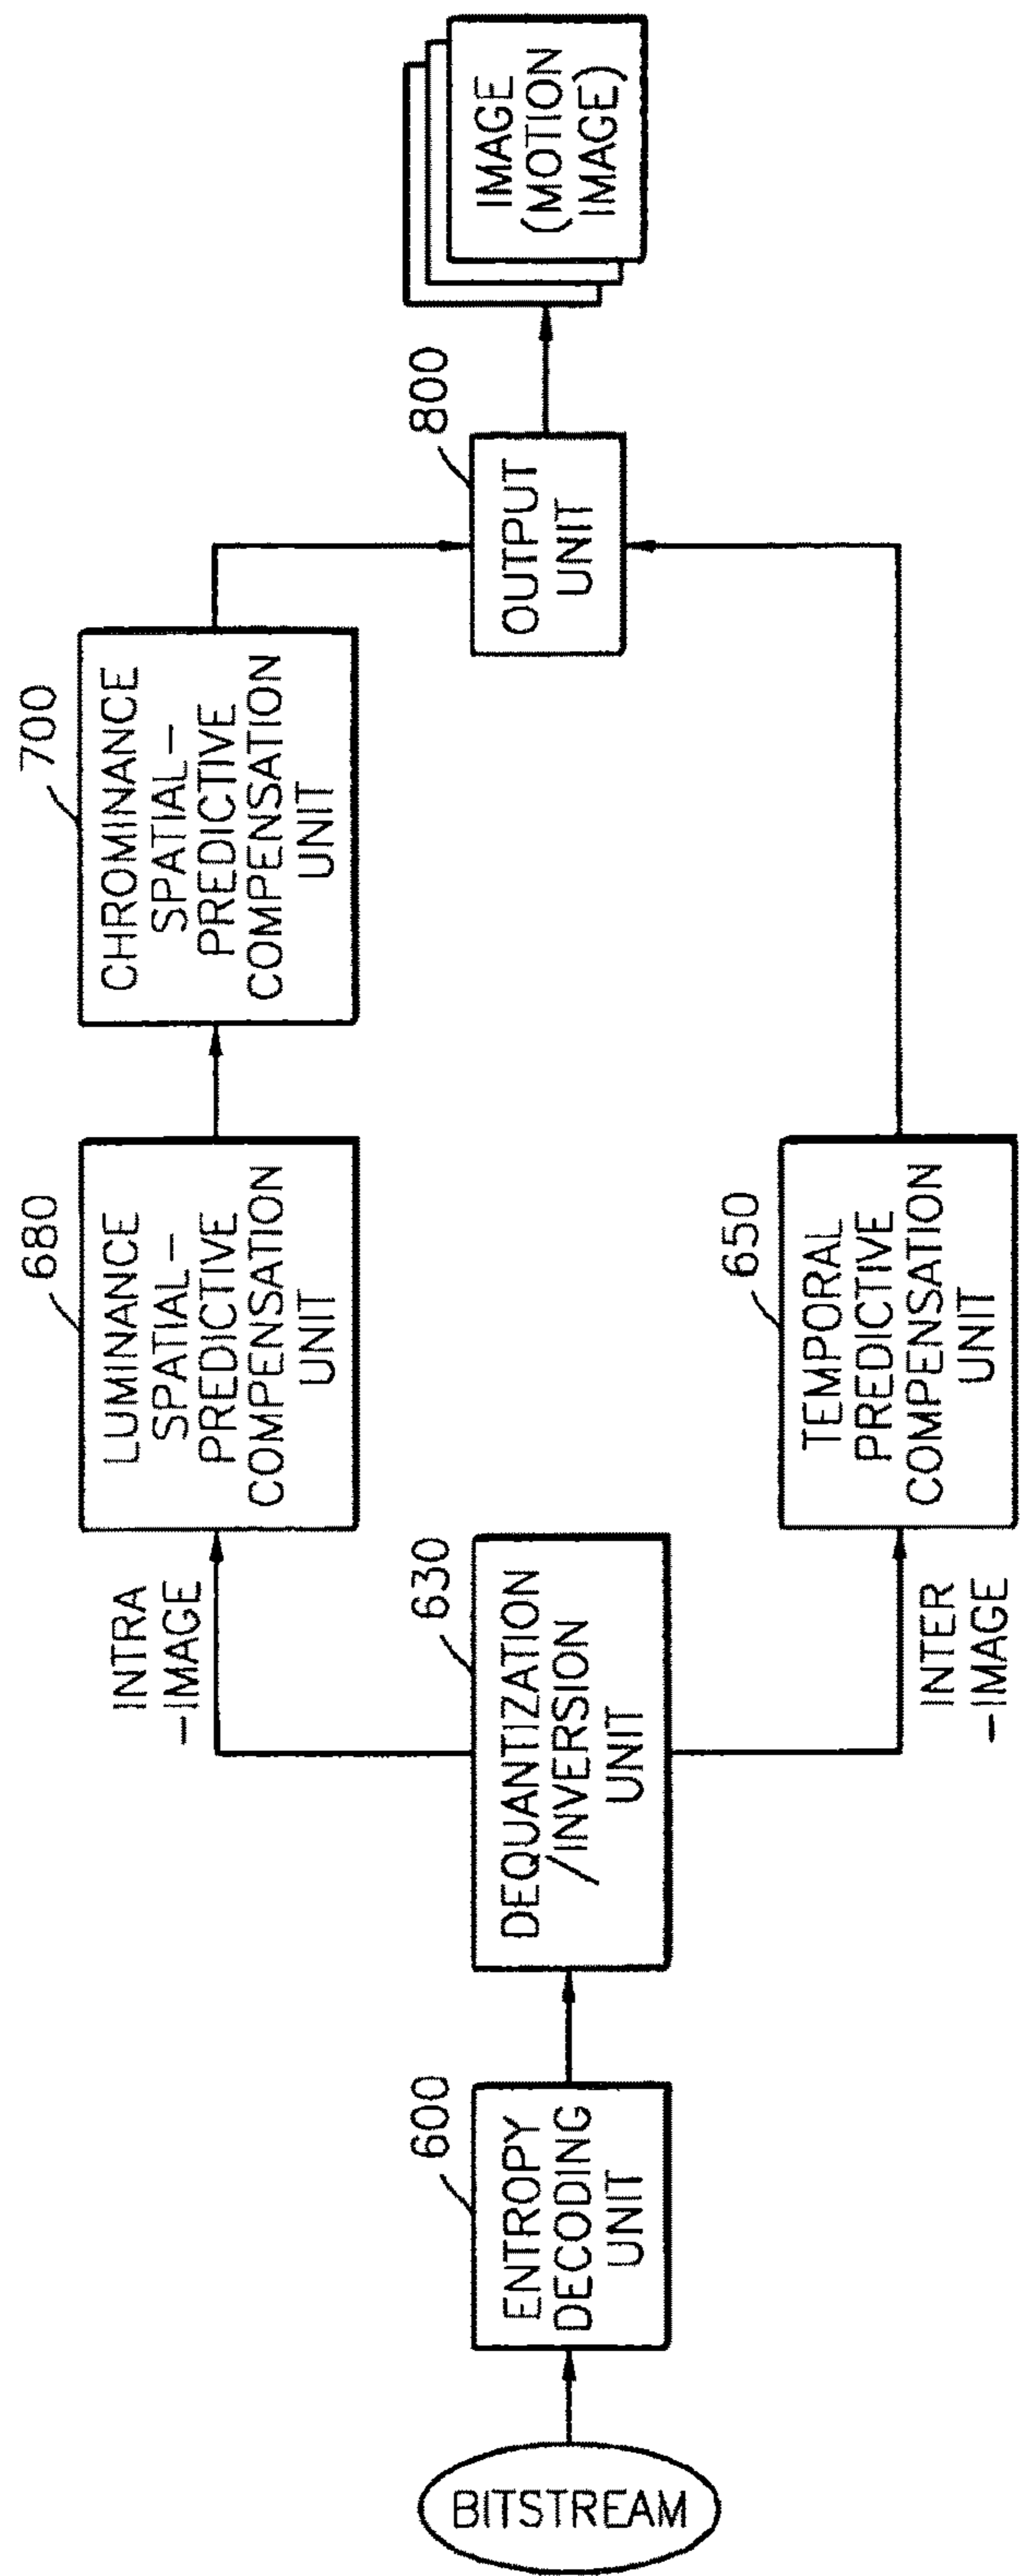 BITSTREAM
600
ENTROPY
DECODING
UNIT
630
DEQUANTIZATION
/INVERSION
UNIT
INTRA
-IMAGE
680
LUMINANCE
SPATIAL-
PREDICTIVE
COMPENSATION
UNIT
700
CHROMINANCE
SPATIAL-
PREDICTIVE
COMPENSATION
UNIT
INTER
-IMAGE
650
TEMPORAL
PREDICTIVE
COMPENSATION
UNIT
800
OUTPUT
UNIT
IMAGE
(MOTION
IMAGE)